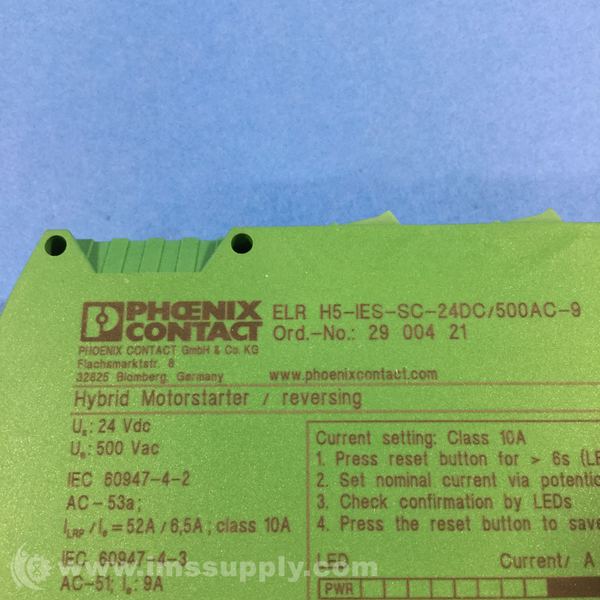 PHŒNIX
CONTACT
ELR H5-IES-SC-24DC/500AC-9
Ord.-No.: 29 004 21
PHOENIX CONTACT GmbH & Co. KG
Flachsmarktstr. 8
32825 Blomberg, Germany
www.phoenixcontact.com
Hybrid Motorstarter / reversing
Us: 24 Vdc
Ue: 500 Vac
IEC 60947-4-2
AC-53a;
ILRP / Ie = 52A / 6,5A ; class 10A
IEC 60947-4-3
AC-51; Ie: 9A
Current setting: Class 10A
1. Press reset button for > 6s (LE
2. Set nominal current via potentio
3. Check confirmation by LEDs
4. Press the reset button to save
LED Current/ A
PWR
© www.imssupply.com